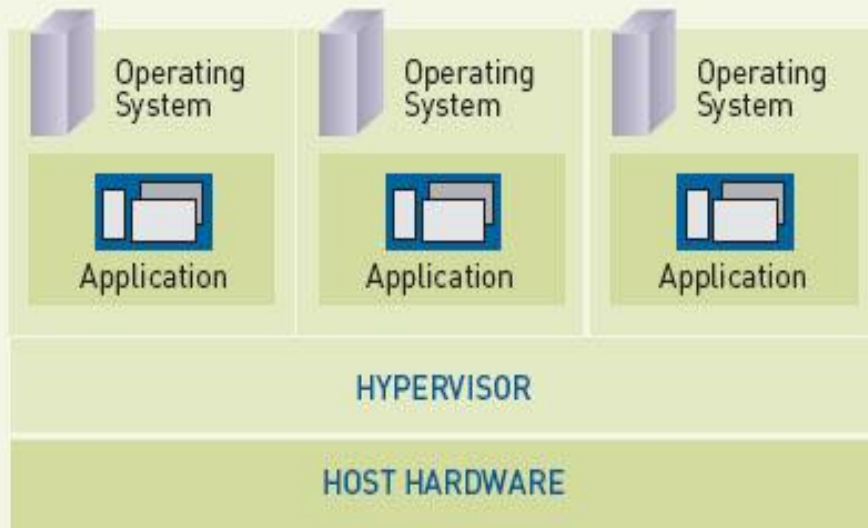 Operating
System
Operating
System
Operating
System
Application
Application
Application
HYPERVISOR
HOST HARDWARE